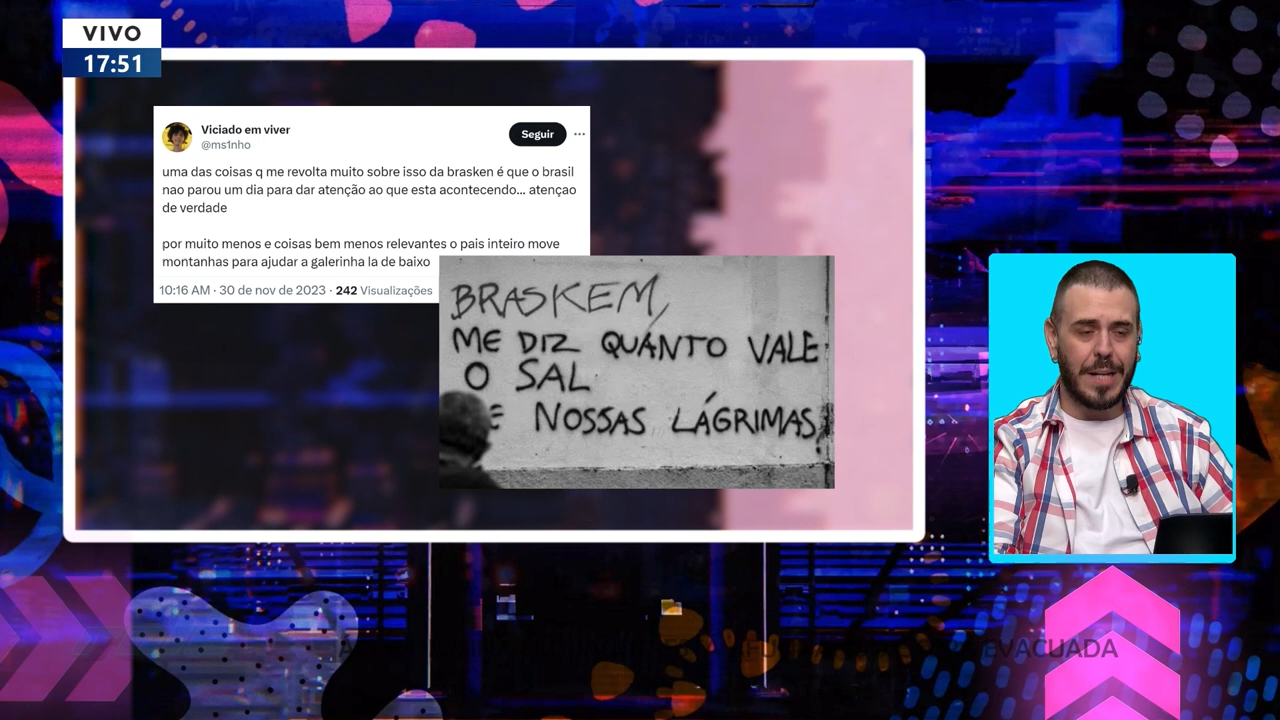 VIVO
17:51
Viciado em viver
@ms1nho
Seguir
uma das coisas q me revolta muito sobre isso da brasken é que o brasil
nao parou um dia para dar atenção ao que esta acontecendo... atençao
de verdade
por muito menos e coisas bem menos relevantes o pais inteiro move
montanhas para ajudar a galerinha la de baixo
10:16 AM · 30 de nov de 2023 · 242 Visualizações
BRASKEM,
ME DIZ QUANTO VALE
O SAL
E NOSSAS LÁGRIMAS
EVACUADA